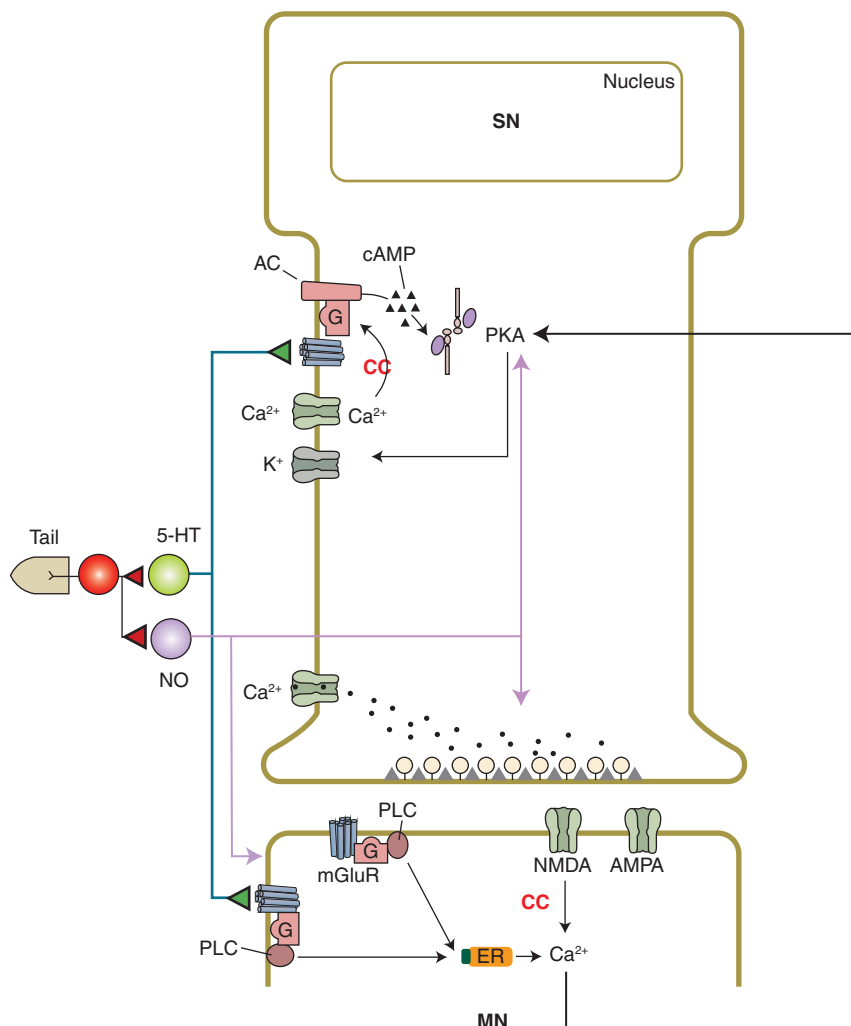 Nucleus
SN
cAMP
AC
G
PKA
CC
Ca²⁺
Ca²⁺
K⁺
Tail
5-HT
NO
Ca²⁺
PLC
G
mGluR
NMDA
AMPA
CC
G
PLC
ER
Ca²⁺
MN